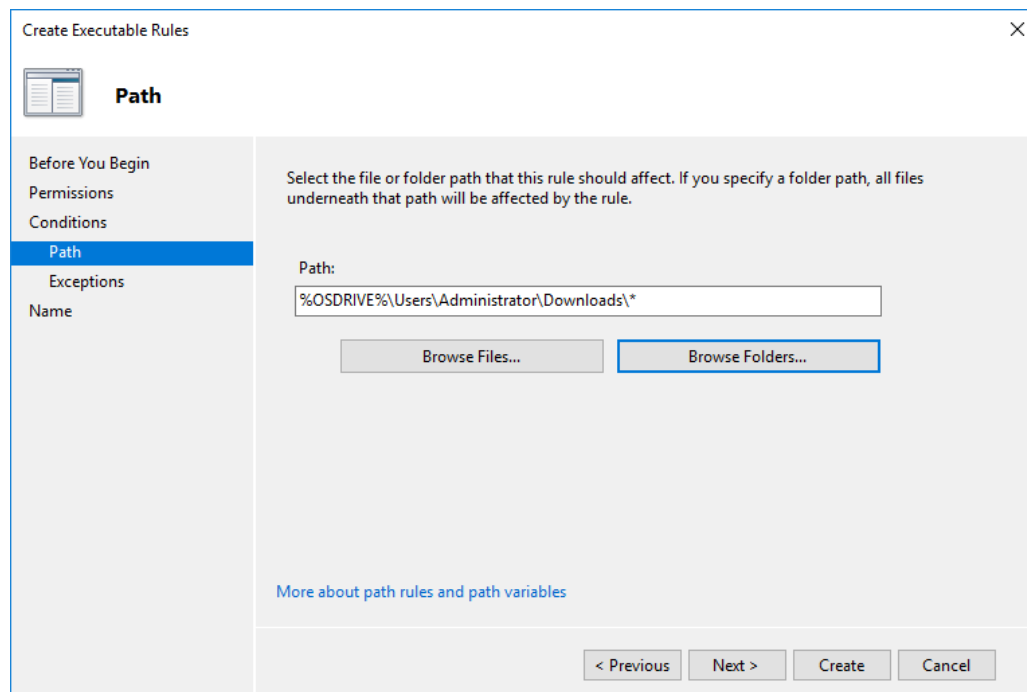 Create Executable Rules
Path
Before You Begin
Permissions
Conditions
Path
Exceptions
Name
Select the file or folder path that this rule should affect. If you specify a folder path, all files
underneath that path will be affected by the rule.
Path:
%OSDRIVE%\Users\Administrator\Downloads\*
Browse Files...
Browse Folders...
More about path rules and path variables
< Previous
Next >
Create
Cancel